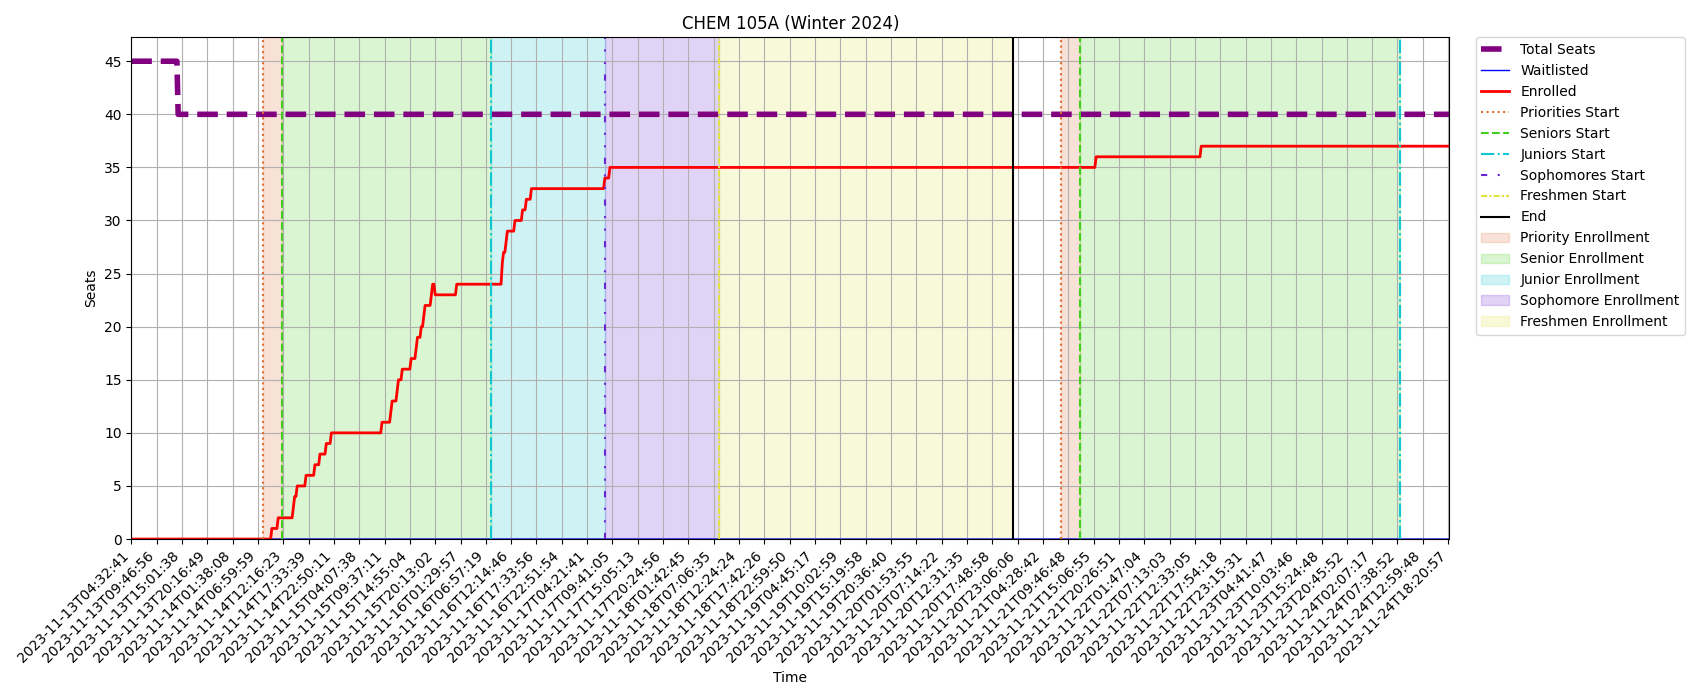 CHEM 105A (Winter 2024)
Seats
45
40
35
30
25
20
15
10
5
0
2023-11-13T04:32:41
2023-11-13T09:46:56
2023-11-13T15:01:38
2023-11-13T20:16:49
2023-11-14T01:38:08
2023-11-14T06:59:59
2023-11-14T12:16:23
2023-11-14T17:33:39
2023-11-14T22:50:11
2023-11-15T04:07:38
2023-11-15T09:37:11
2023-11-15T14:55:04
2023-11-15T20:13:02
2023-11-16T01:29:57
2023-11-16T06:57:19
2023-11-16T12:14:46
2023-11-16T17:33:56
2023-11-16T22:51:54
2023-11-17T04:21:41
2023-11-17T09:41:05
2023-11-17T15:05:13
2023-11-17T20:24:56
2023-11-18T01:42:45
2023-11-18T07:06:35
2023-11-18T12:24:24
2023-11-18T17:42:26
2023-11-18T22:59:50
2023-11-19T04:45:17
2023-11-19T10:02:59
2023-11-19T15:19:58
2023-11-19T20:36:40
2023-11-20T01:53:55
2023-11-20T07:14:22
2023-11-20T12:31:35
2023-11-20T17:48:58
2023-11-20T23:06:06
2023-11-21T04:28:42
2023-11-21T09:46:48
2023-11-21T15:06:55
2023-11-21T20:26:51
2023-11-22T01:47:04
2023-11-22T07:13:03
2023-11-22T12:33:05
2023-11-22T17:54:18
2023-11-22T23:15:31
2023-11-23T04:41:47
2023-11-23T10:03:46
2023-11-23T15:24:48
2023-11-23T20:45:52
2023-11-24T02:07:17
2023-11-24T07:38:52
2023-11-24T12:59:48
2023-11-24T18:20:57
Time
Total Seats
Waitlisted
Enrolled
Priorities Start
Seniors Start
Juniors Start
Sophomores Start
Freshmen Start
End
Priority Enrollment
Senior Enrollment
Junior Enrollment
Sophomore Enrollment
Freshmen Enrollment